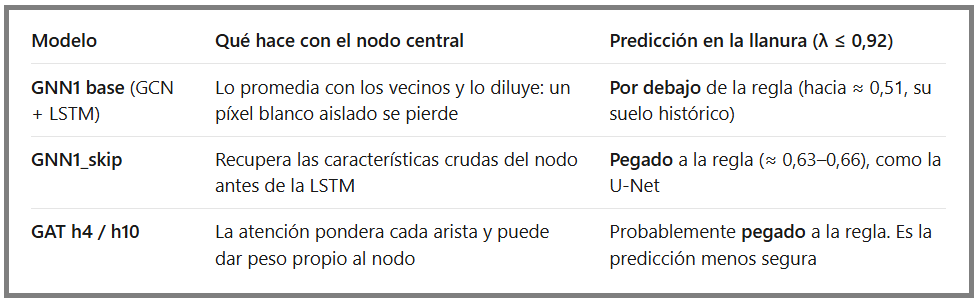 Modelo Qué hace con el nodo central Predicción en la llanura (λ ≤ 0,92)
GNN1 base (GCN + LSTM) Lo promedia con los vecinos y lo diluye: un píxel blanco aislado se pierde Por debajo de la regla (hacia ≈ 0,51, su suelo histórico)
GNN1_skip Recupera las características crudas del nodo antes de la LSTM Pegado a la regla (≈ 0,63–0,66), como la U-Net
GAT h4 / h10 La atención pondera cada arista y puede dar peso propio al nodo Probablemente pegado a la regla. Es la predicción menos segura